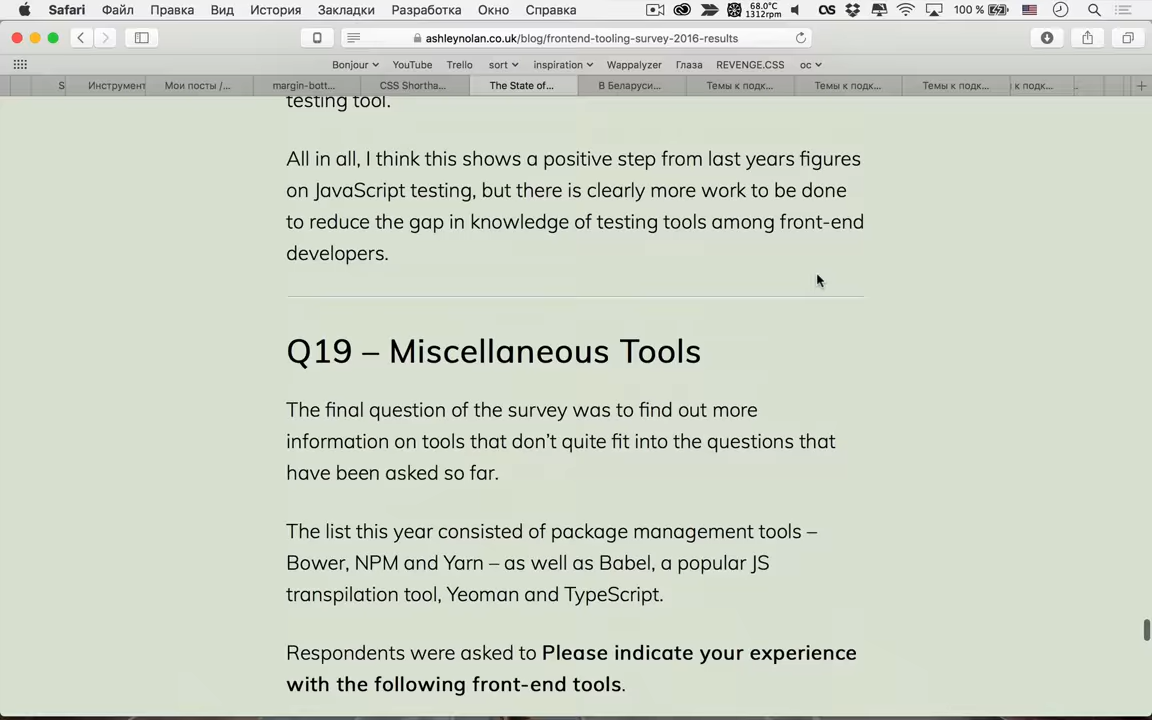 Safari Файл Правка Вид История Закладки Разработка Окно Справка 68.0°C 1312rpm 100 %
ashleynolan.co.uk/blog/frontend-tooling-survey-2016-results
Bonjour YouTube Trello sort inspiration Wappalyzer Глаза REVENGE.CSS ос
S Инструмент Мои посты /... margin-bott... CSS Shortha... The State of... В Беларуси... Темы к подк... Темы к подк... Темы к подк... к подк...
testing tool.
All in all, I think this shows a positive step from last years figures
on JavaScript testing, but there is clearly more work to be done
to reduce the gap in knowledge of testing tools among front-end
developers.
Q19 – Miscellaneous Tools
The final question of the survey was to find out more
information on tools that don’t quite fit into the questions that
have been asked so far.
The list this year consisted of package management tools –
Bower, NPM and Yarn – as well as Babel, a popular JS
transpilation tool, Yeoman and TypeScript.
Respondents were asked to Please indicate your experience
with the following front-end tools.